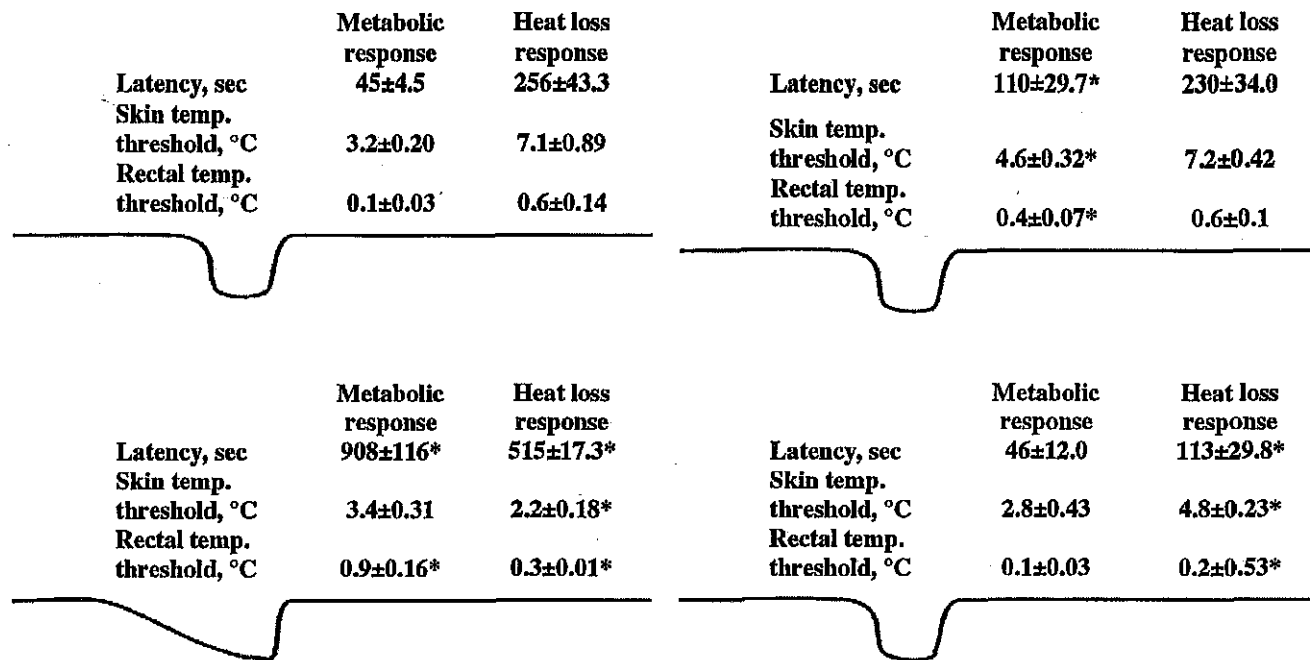 Metabolic Heat loss
response response
Latency, sec 45±4.5 256±43.3
Skin temp.
threshold, °C 3.2±0.20 7.1±0.89
Rectal temp.
threshold, °C 0.1±0.03 0.6±0.14
Metabolic Heat loss
response response
Latency, sec 110±29.7* 230±34.0
Skin temp.
threshold, °C 4.6±0.32* 7.2±0.42
Rectal temp.
threshold, °C 0.4±0.07* 0.6±0.1
Metabolic Heat loss
response response
Latency, sec 908±116* 515±17.3*
Skin temp.
threshold, °C 3.4±0.31 2.2±0.18*
Rectal temp.
threshold, °C 0.9±0.16* 0.3±0.01*
Metabolic Heat loss
response response
Latency, sec 46±12.0 113±29.8*
Skin temp.
threshold, °C 2.8±0.43 4.8±0.23*
Rectal temp.
threshold, °C 0.1±0.03 0.2±0.53*